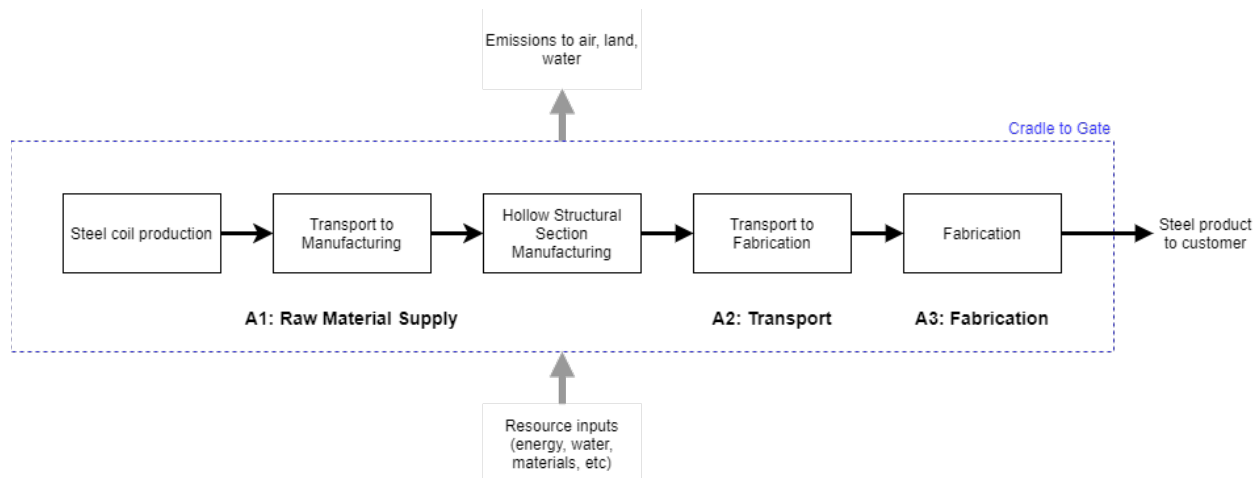 Emissions to air, land,
water
Cradle to Gate
Steel coil production
Transport to
Manufacturing
Hollow Structural
Section
Manufacturing
Transport to
Fabrication
Fabrication
Steel product
to customer
A1: Raw Material Supply
A2: Transport
A3: Fabrication
Resource inputs
(energy, water,
materials, etc)